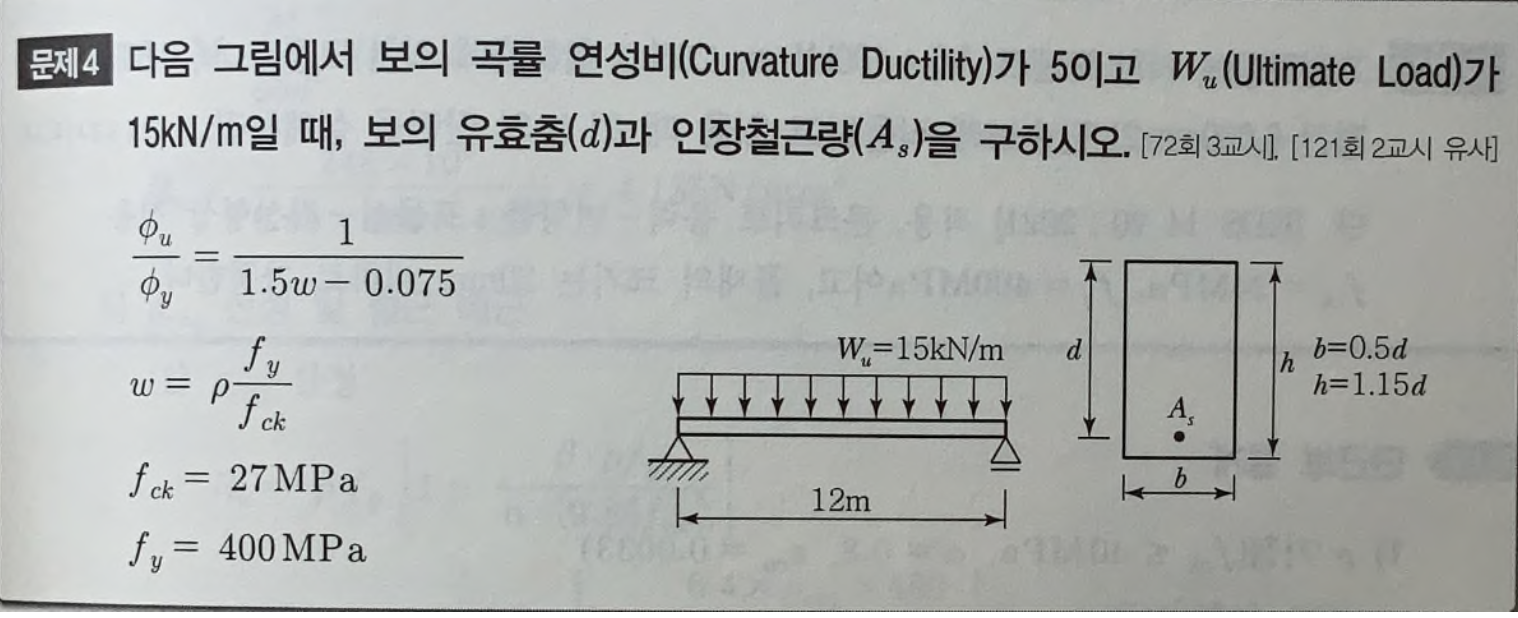 문제 4 다음 그림에서 보의 곡률 연성비(Curvature Ductility)가 5이고 $W_u$(Ultimate Load)가
15kN/m일 때, 보의 유효춤($d$)과 인장철근량($A_s$)을 구하시오. [72회 3교시], [121회 2교시 유사]
$\frac{\phi_u}{\phi_y} = \frac{1}{1.5w - 0.075}$
$w = \rho \frac{f_y}{f_{ck}}$
$f_{ck} = 27\,\mathrm{MPa}$
$f_y = 400\,\mathrm{MPa}$
$W_u$=15kN/m
12m
$d$
$A_s$
$b$
$h$
$b$=0.5$d$
$h$=1.15$d$